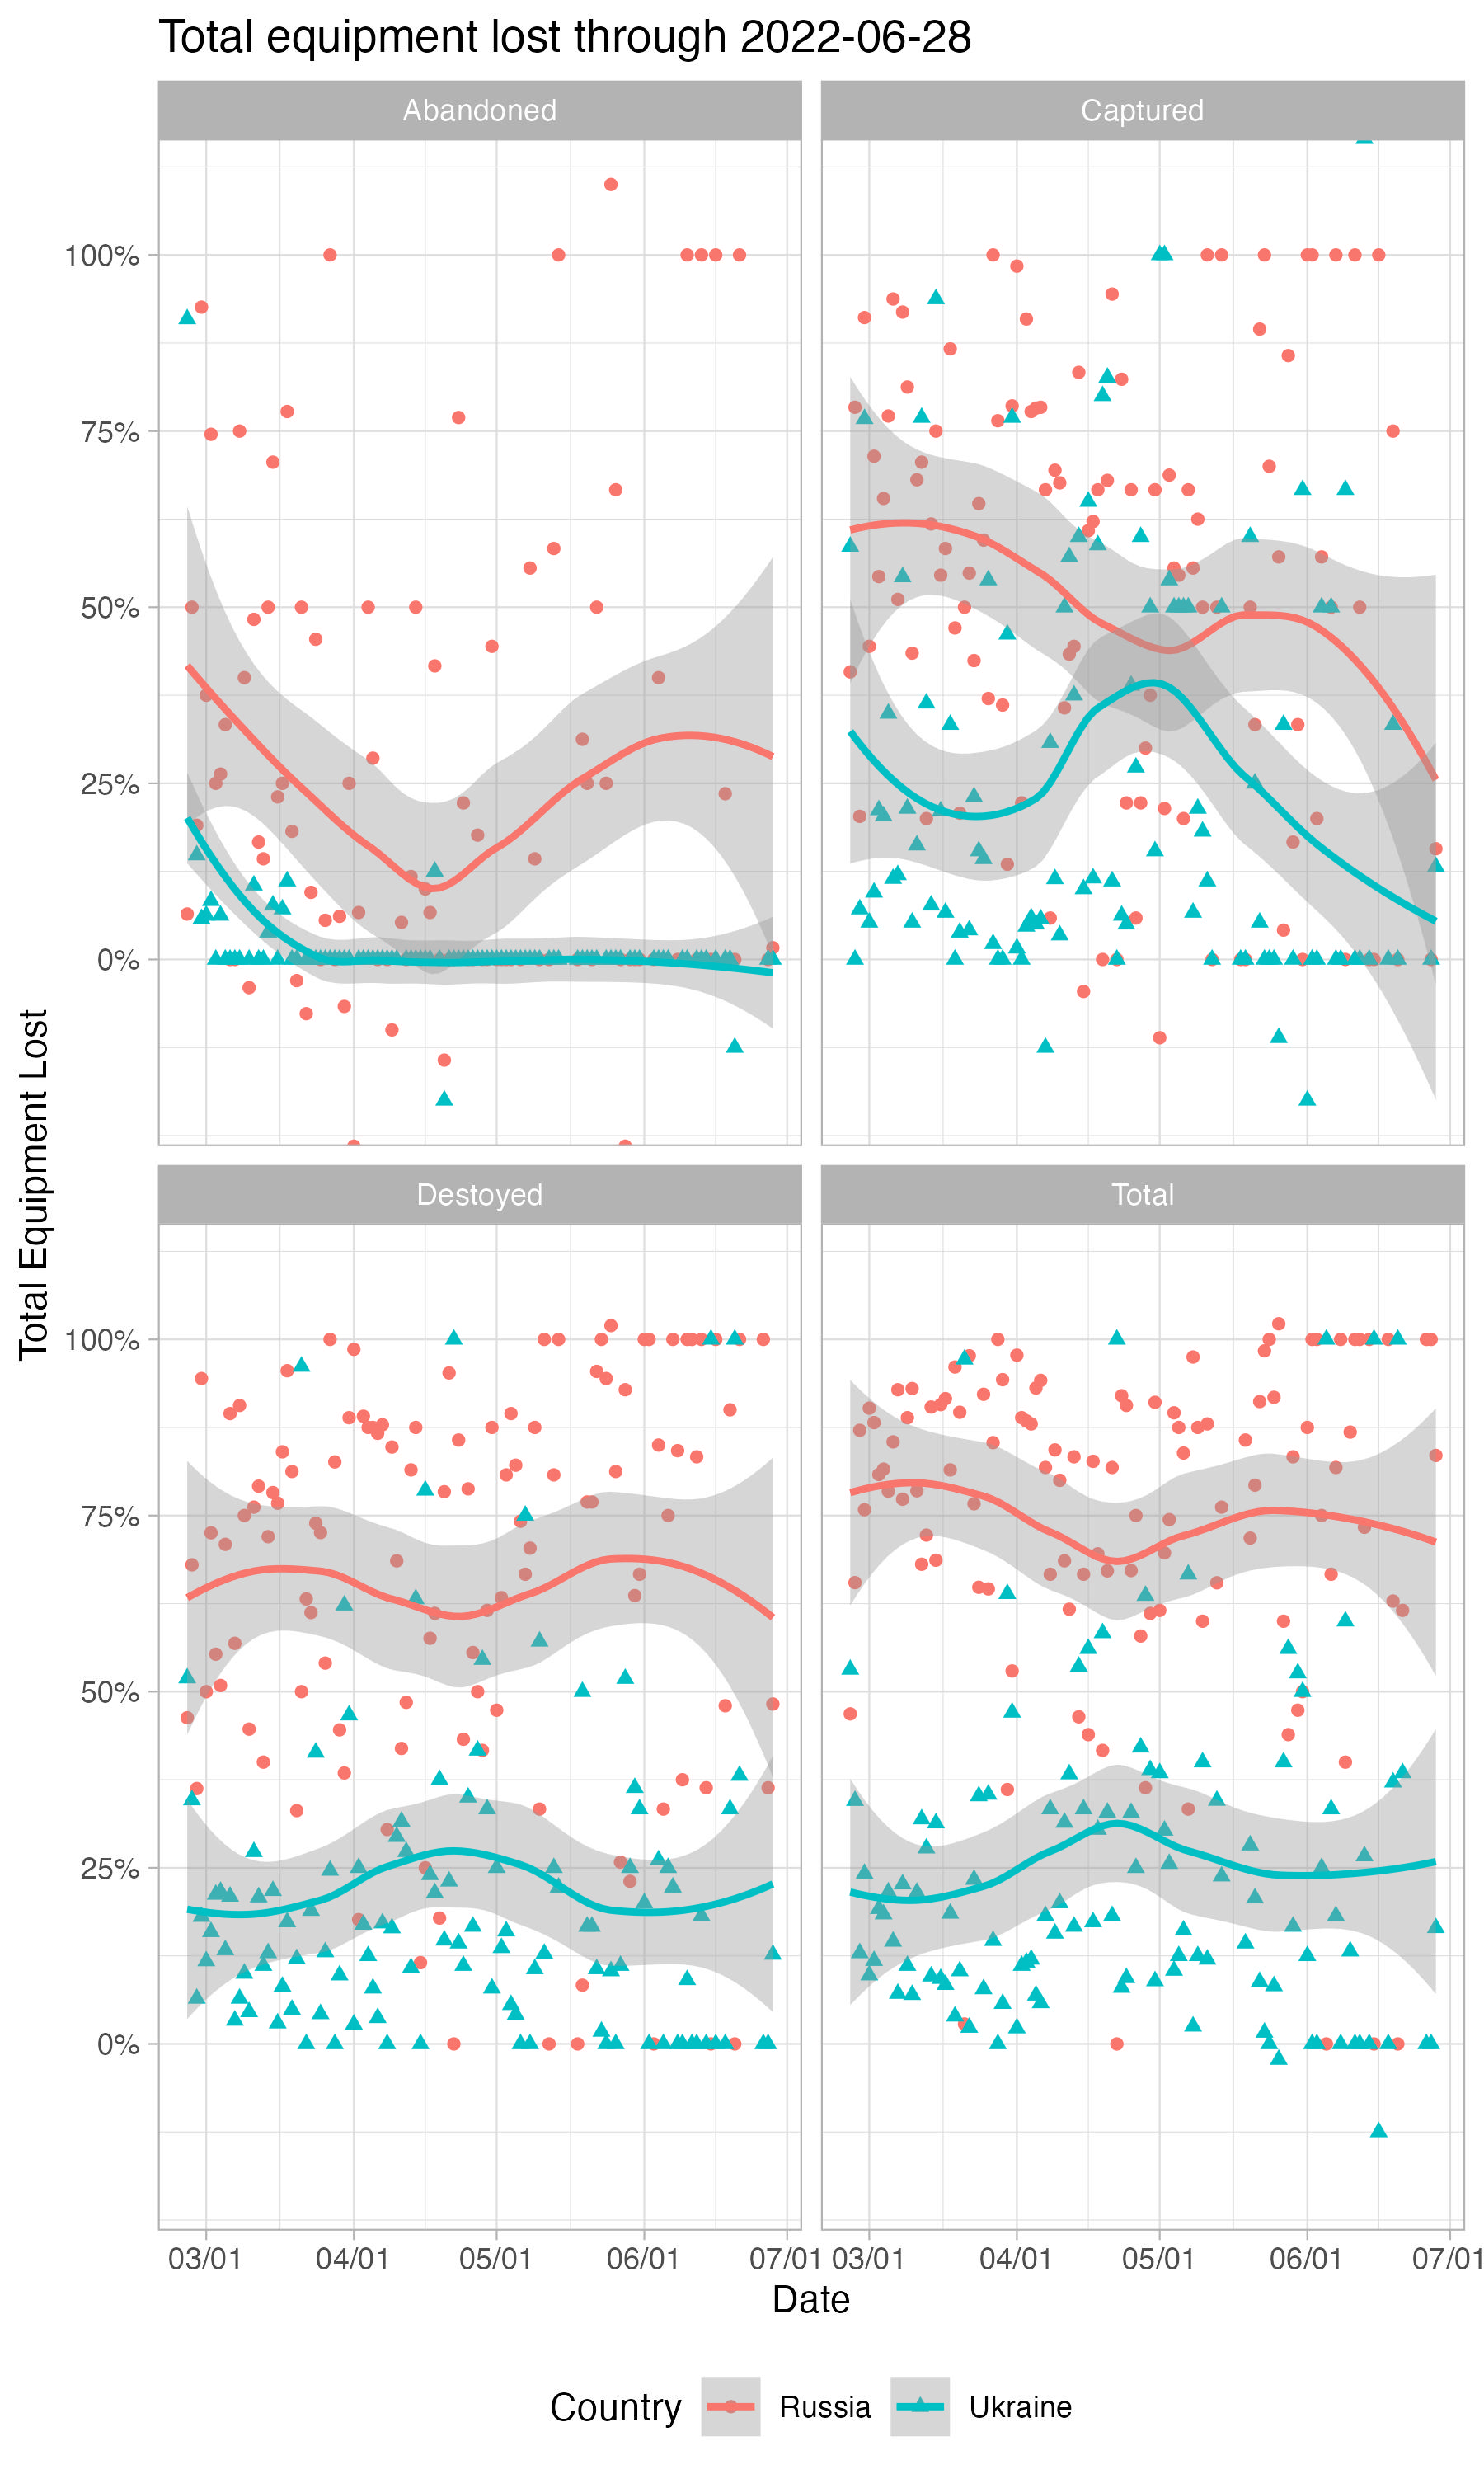 Total equipment lost through 2022-06-28
Abandoned
Captured
100%
75%
50%
25%
0%
Destoyed
Total
100%
75%
50%
25%
0%
Total Equipment Lost
03/01 04/01 05/01 06/01 07/01 03/01 04/01 05/01 06/01 07/01
Date
Country Russia Ukraine